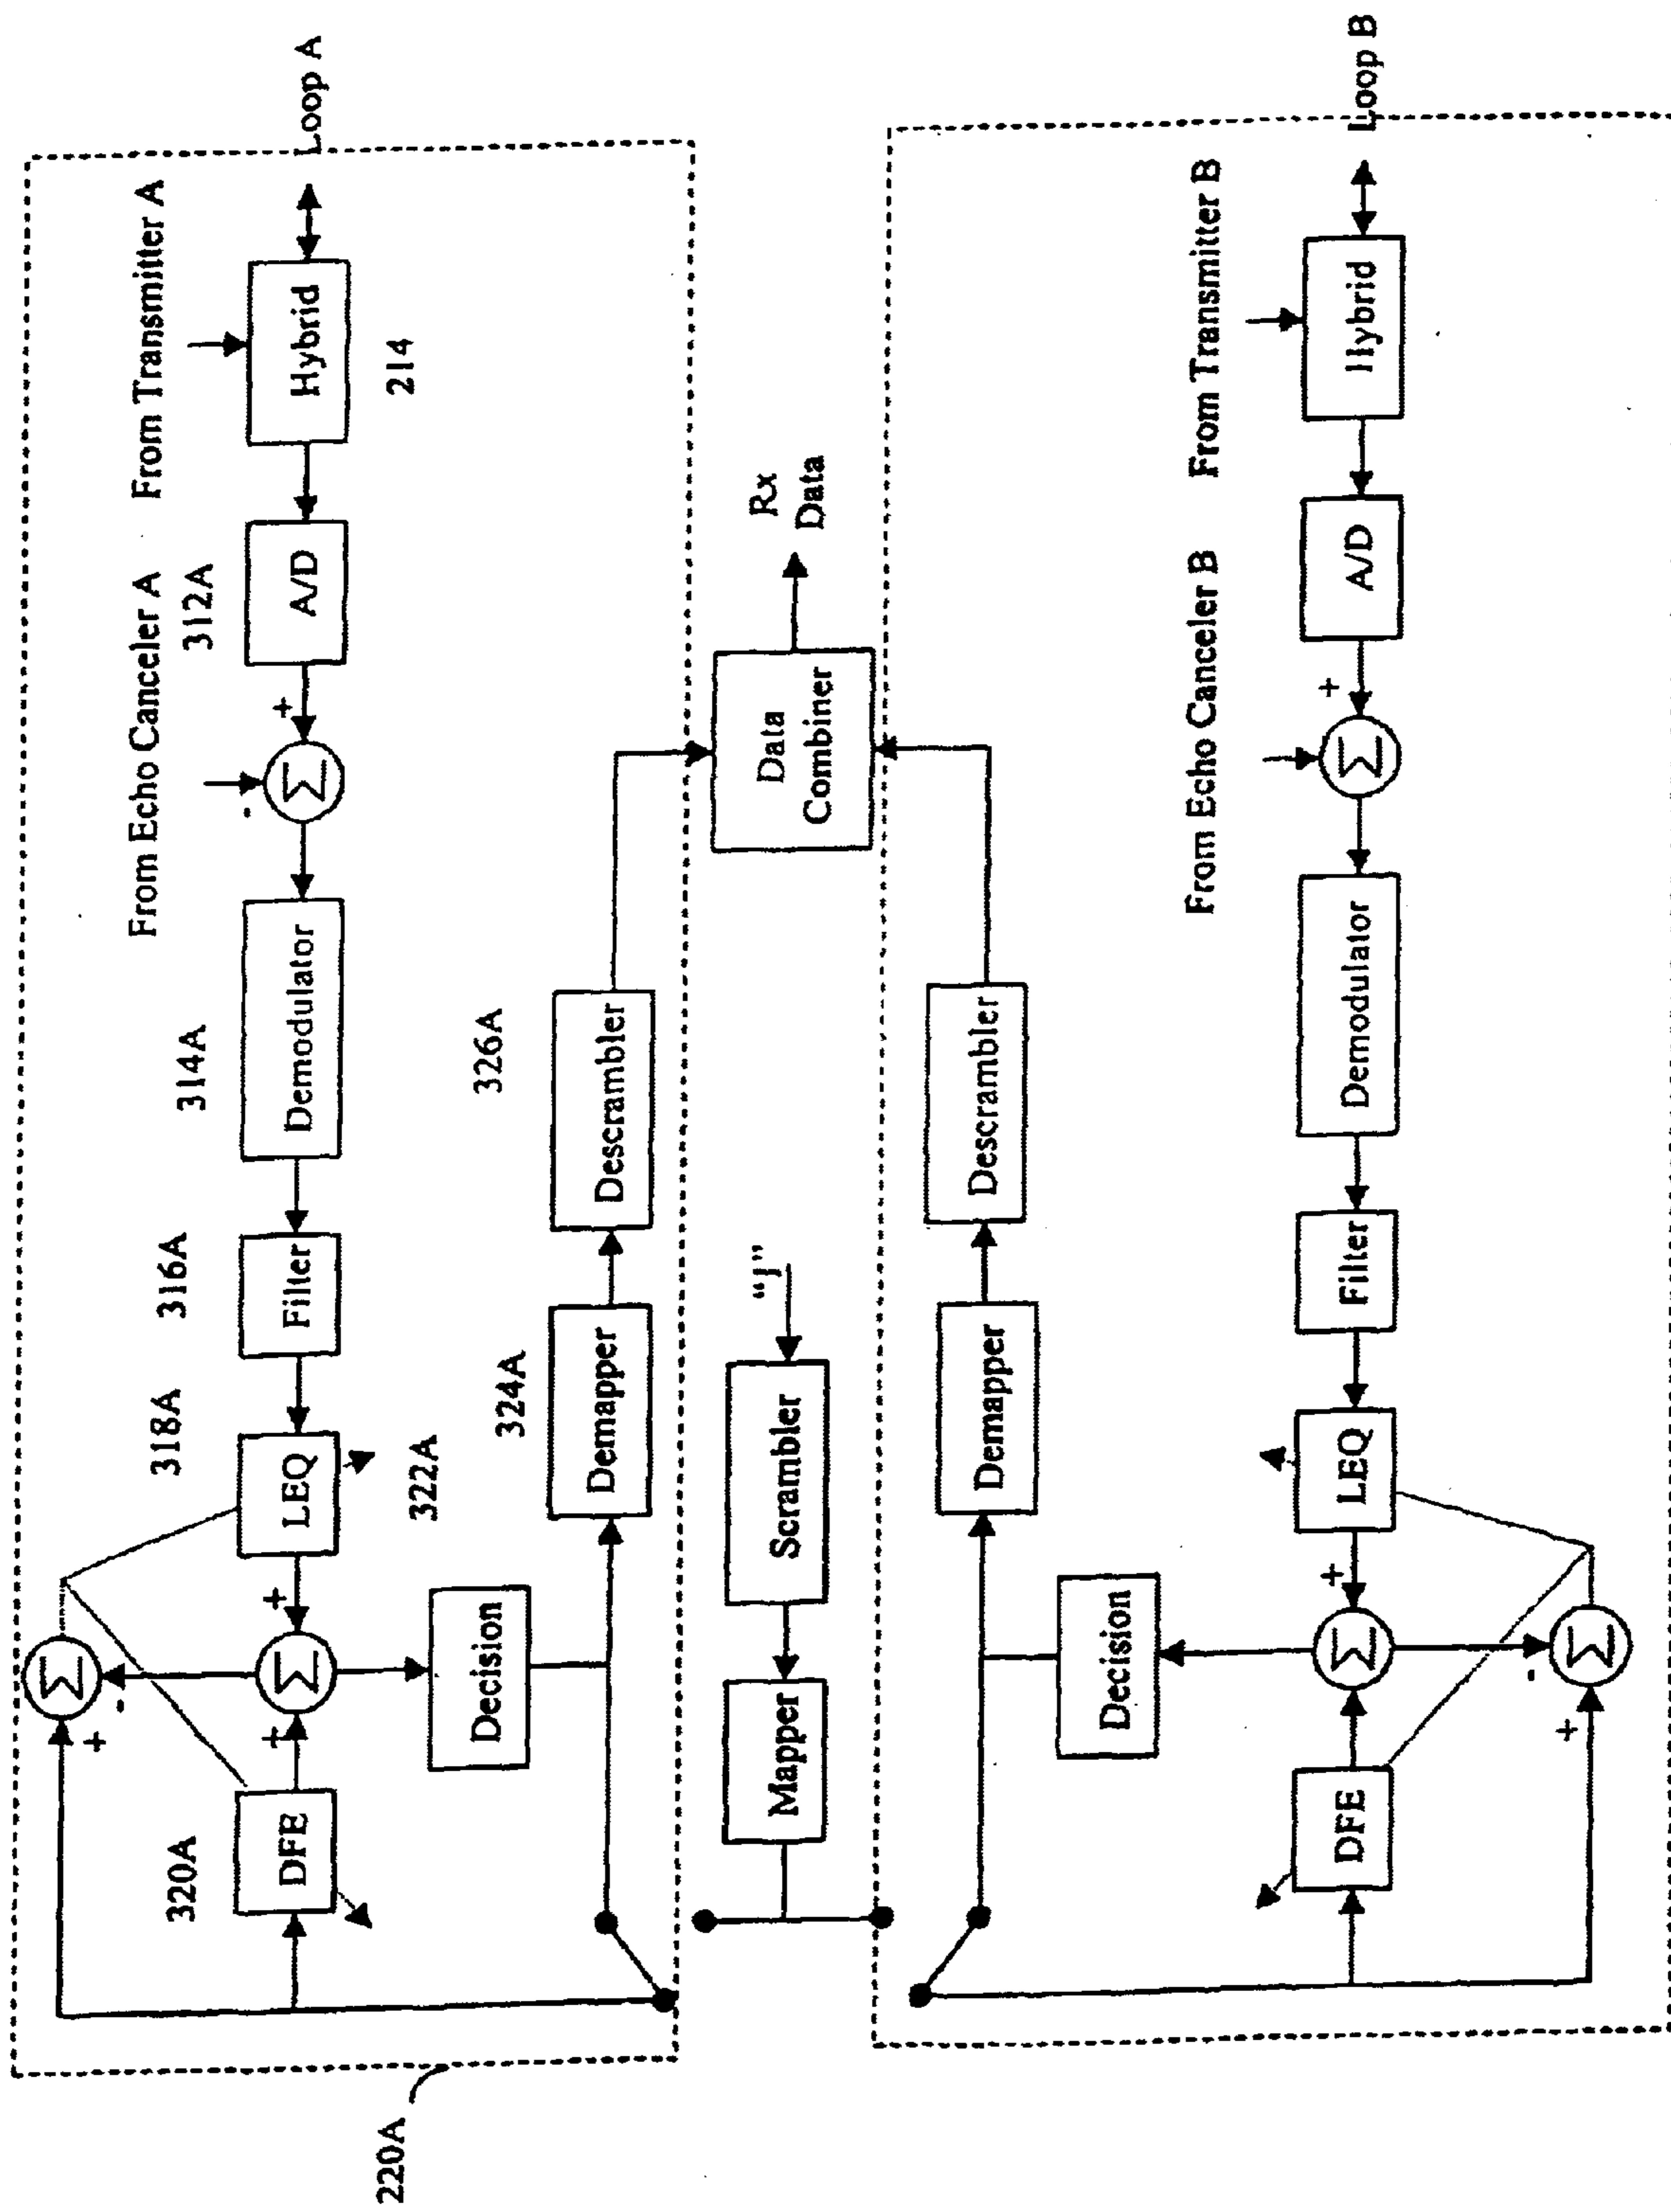 220A
320A
318A
316A
314A
From Echo Canceler A
312A
From Transmitter A
+
-
+
+
-
+
Σ
DFE
Σ
LEQ
Filter
Demodulator
Σ
A/D
Hybrid
Loop A
322A
214
Decision
324A
326A
Demapper
Descrambler
Mapper
Scrambler
“1”
Data
Combiner
Rx
Data
Demapper
Descrambler
Decision
From Echo Canceler B
From Transmitter B
+
+
DFE
Σ
LEQ
Filter
Demodulator
Σ
A/D
Hybrid
Loop B
-
+
Σ